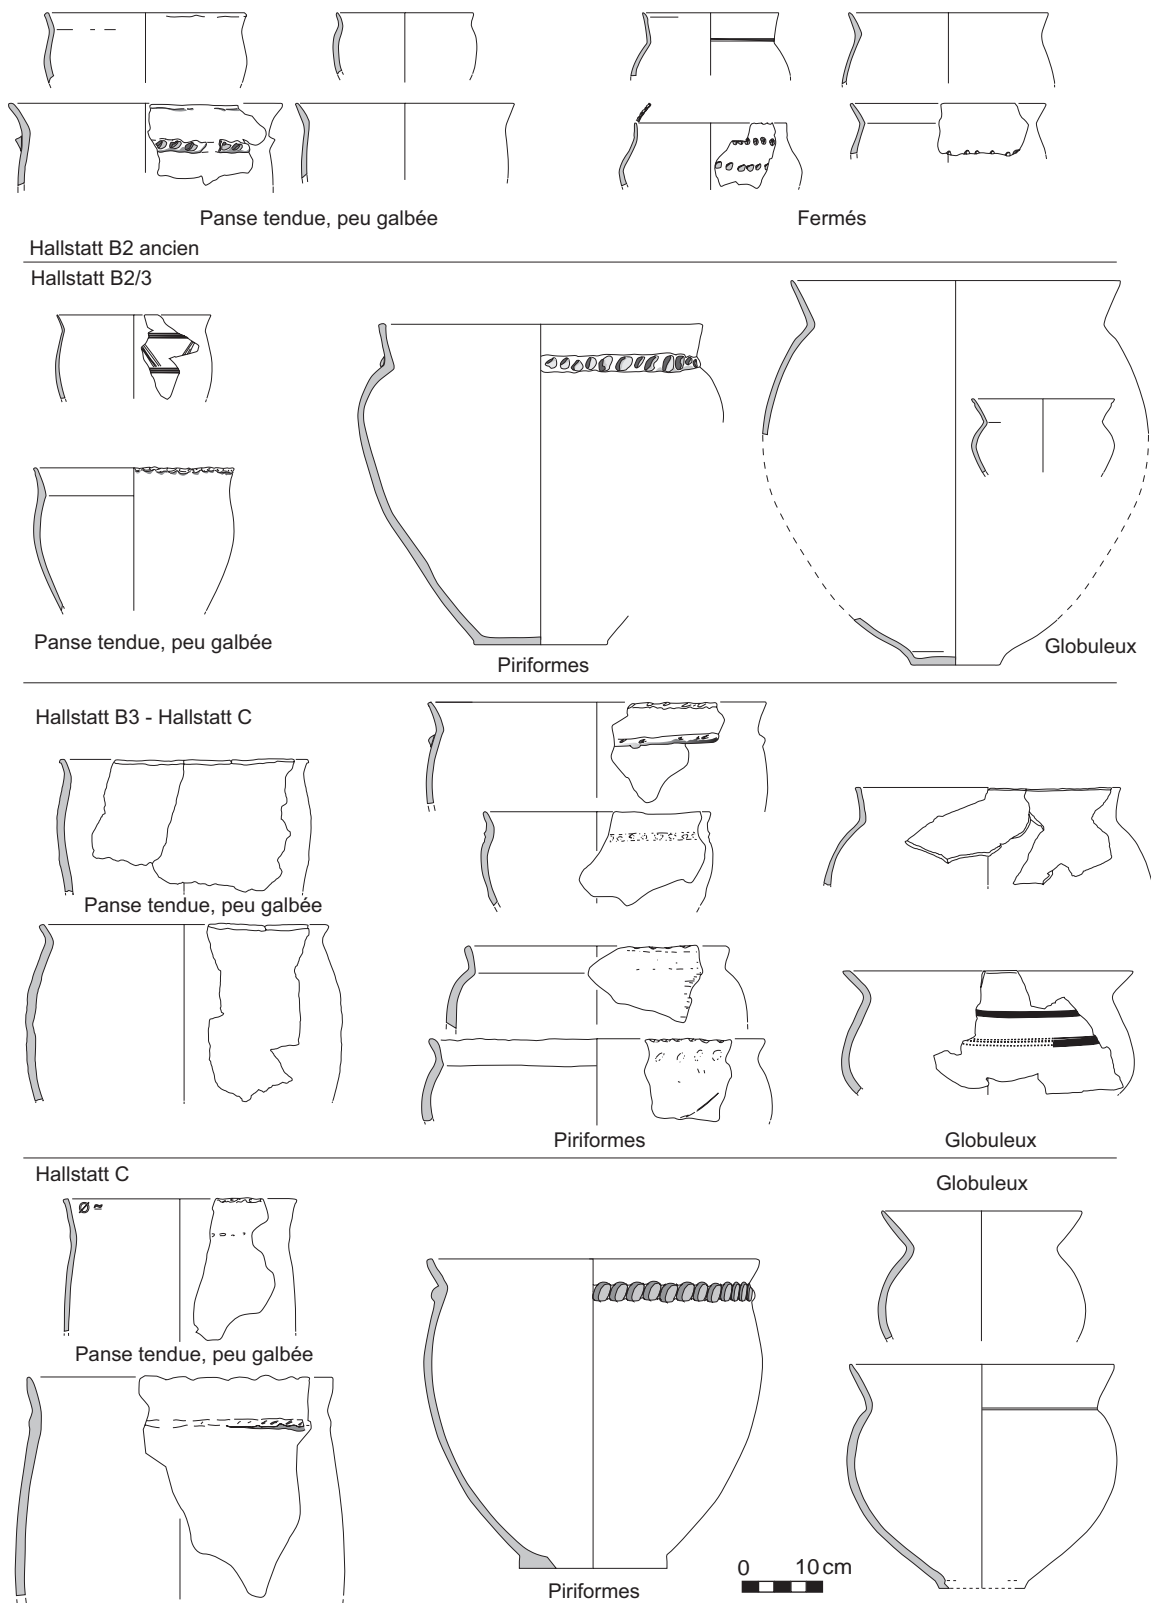 Panse tendue, peu galbée
Fermés
Hallstatt B2 ancien
Hallstatt B2/3
Panse tendue, peu galbée
Piriformes
Globuleux
Hallstatt B3 - Hallstatt C
Panse tendue, peu galbée
Piriformes
Globuleux
Hallstatt C
Globuleux
Panse tendue, peu galbée
Piriformes
0 10 cm